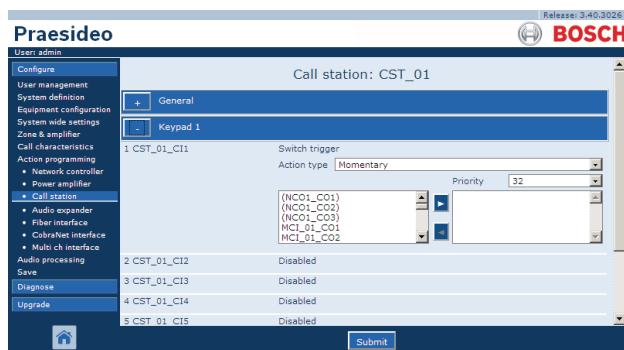 Release: 3.40.3026
Praesideo
BOSCH
User: admin
Configure
User management
System definition
Equipment configuration
System wide settings
Zone & amplifier
Call characteristics
Action programming
• Network controller
• Power amplifier
• Call station
• Audio expander
• Fiber interface
• CobraNet interface
• Multi ch interface
Audio processing
Save
Diagnose
Upgrade
Call station: CST_01
+ General
- Keypad 1
1 CST_01_CI1 Switch trigger
Action type Momentary
Priority 32
(NCO1_CO1)
(NCO1_CO2)
(NCO1_CO3)
MCI_01_CO1
MCI_01_CO2
2 CST_01_CI2 Disabled
3 CST_01_CI3 Disabled
4 CST_01_CI4 Disabled
5 CST_01_CI5 Disabled
Submit